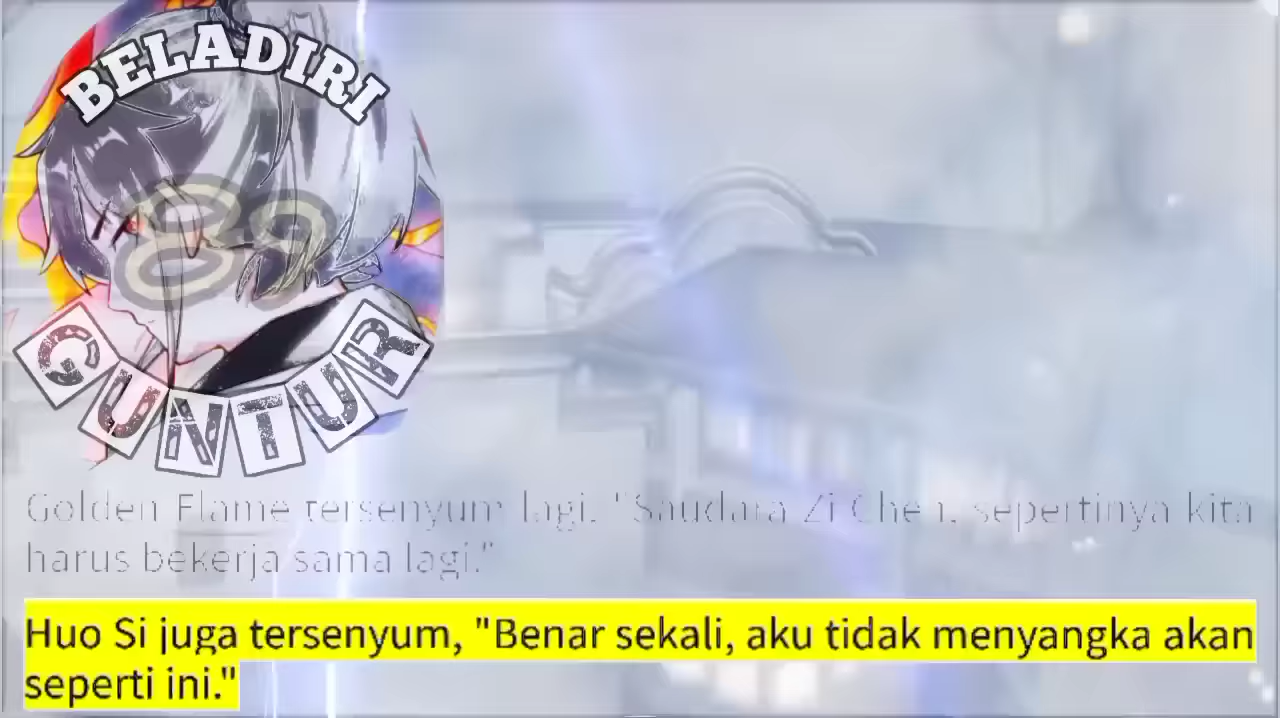 BELADIRI
89
GUNTUR
Golden Flame tersenyum lagi. "Saudara Zi Chen, sepertinya kita
harus bekerja sama lagi."
Huo Si juga tersenyum, "Benar sekali, aku tidak menyangka akan
seperti ini."